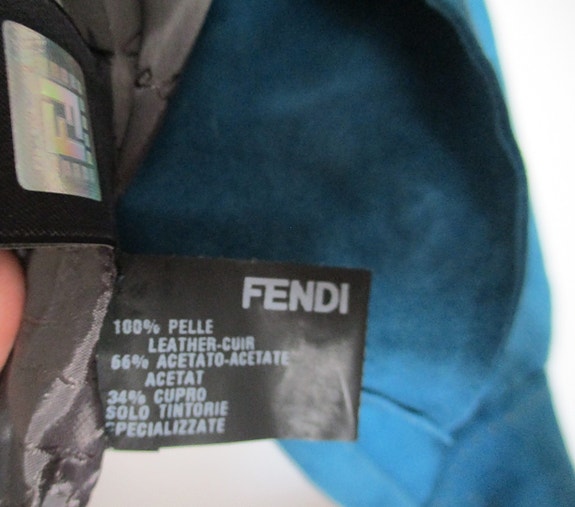 FENDI
100% PELLE
LEATHER-CUIR
66% ACETATO-ACETATE
ACETAT
34% CUPRO
SOLO TINTORIE
SPECIALIZZATE